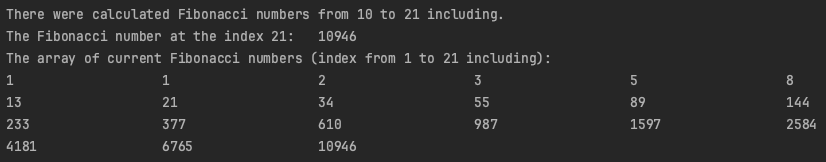 There were calculated Fibonacci numbers from 10 to 21 including.
The Fibonacci number at the index 21:   10946
The array of current Fibonacci numbers (index from 1 to 21 including):
1                   1                   2                   3                   5                   8
13                  21                  34                  55                  89                  144
233                 377                 610                 987                 1597                2584
4181                6765                10946